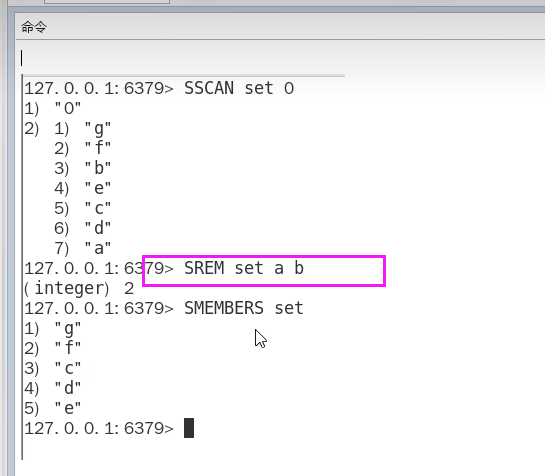 命令
127.0.0.1:6379> SSCAN set 0
1) "0"
2) 1) "g"
   2) "f"
   3) "b"
   4) "e"
   5) "c"
   6) "d"
   7) "a"
127.0.0.1:6379> SREM set a b
(integer) 2
127.0.0.1:6379> SMEMBERS set
1) "g"
2) "f"
3) "c"
4) "d"
5) "e"
127.0.0.1:6379>